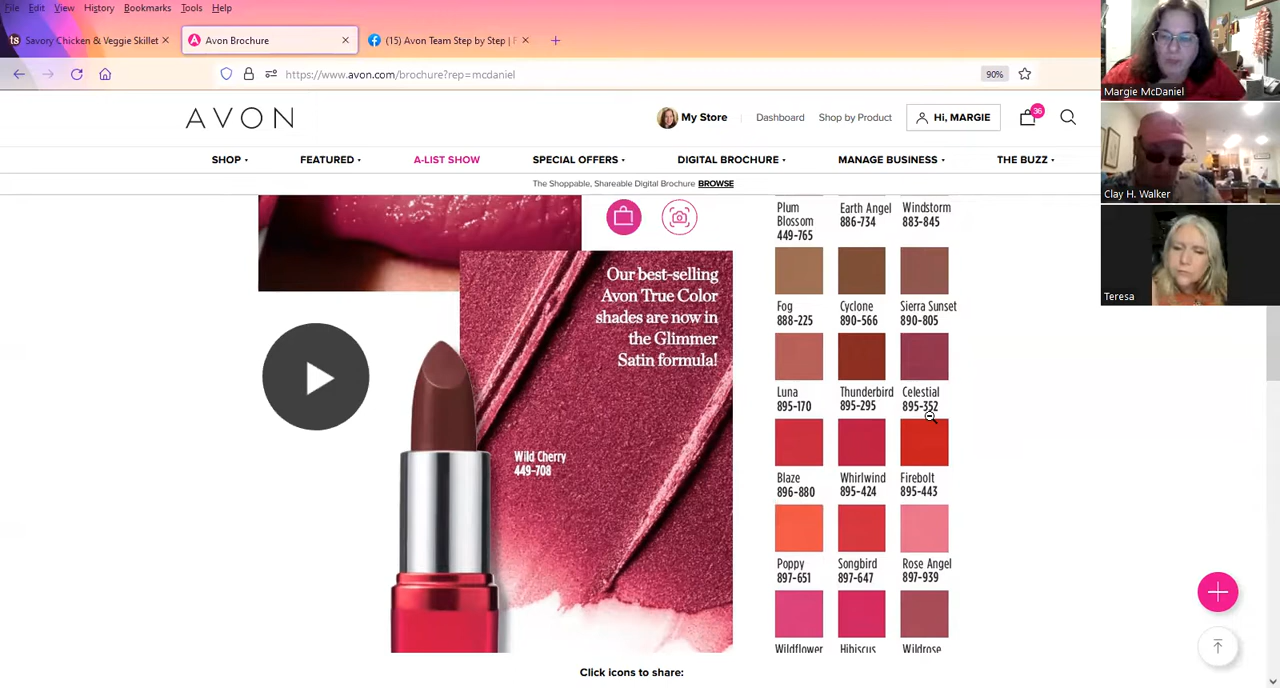 File Edit View History Bookmarks Tools Help
ts Savory Chicken & Veggie Skillet
Avon Brochure
(15) Avon Team Step by Step | F
https://www.avon.com/brochure?rep=mcdaniel
90%
AVON
My Store
Dashboard
Shop by Product
Hi, MARGIE
36
SHOP
FEATURED
A-LIST SHOW
SPECIAL OFFERS
DIGITAL BROCHURE
MANAGE BUSINESS
THE BUZZ
The Shoppable, Shareable Digital Brochure BROWSE
Our best-selling
Avon True Color
shades are now in
the Glimmer
Satin formula!
Wild Cherry
449-708
Plum
Blossom
449-765
Earth Angel
886-734
Windstorm
883-845
Fog
888-225
Cyclone
890-566
Sierra Sunset
890-805
Luna
895-170
Thunderbird
895-295
Celestial
895-352
Blaze
896-880
Whirlwind
895-424
Firebolt
895-443
Poppy
897-651
Songbird
897-647
Rose Angel
897-939
Wildflower
Hibiscus
Wildrose
Click icons to share:
Margie McDaniel
Clay H. Walker
Teresa